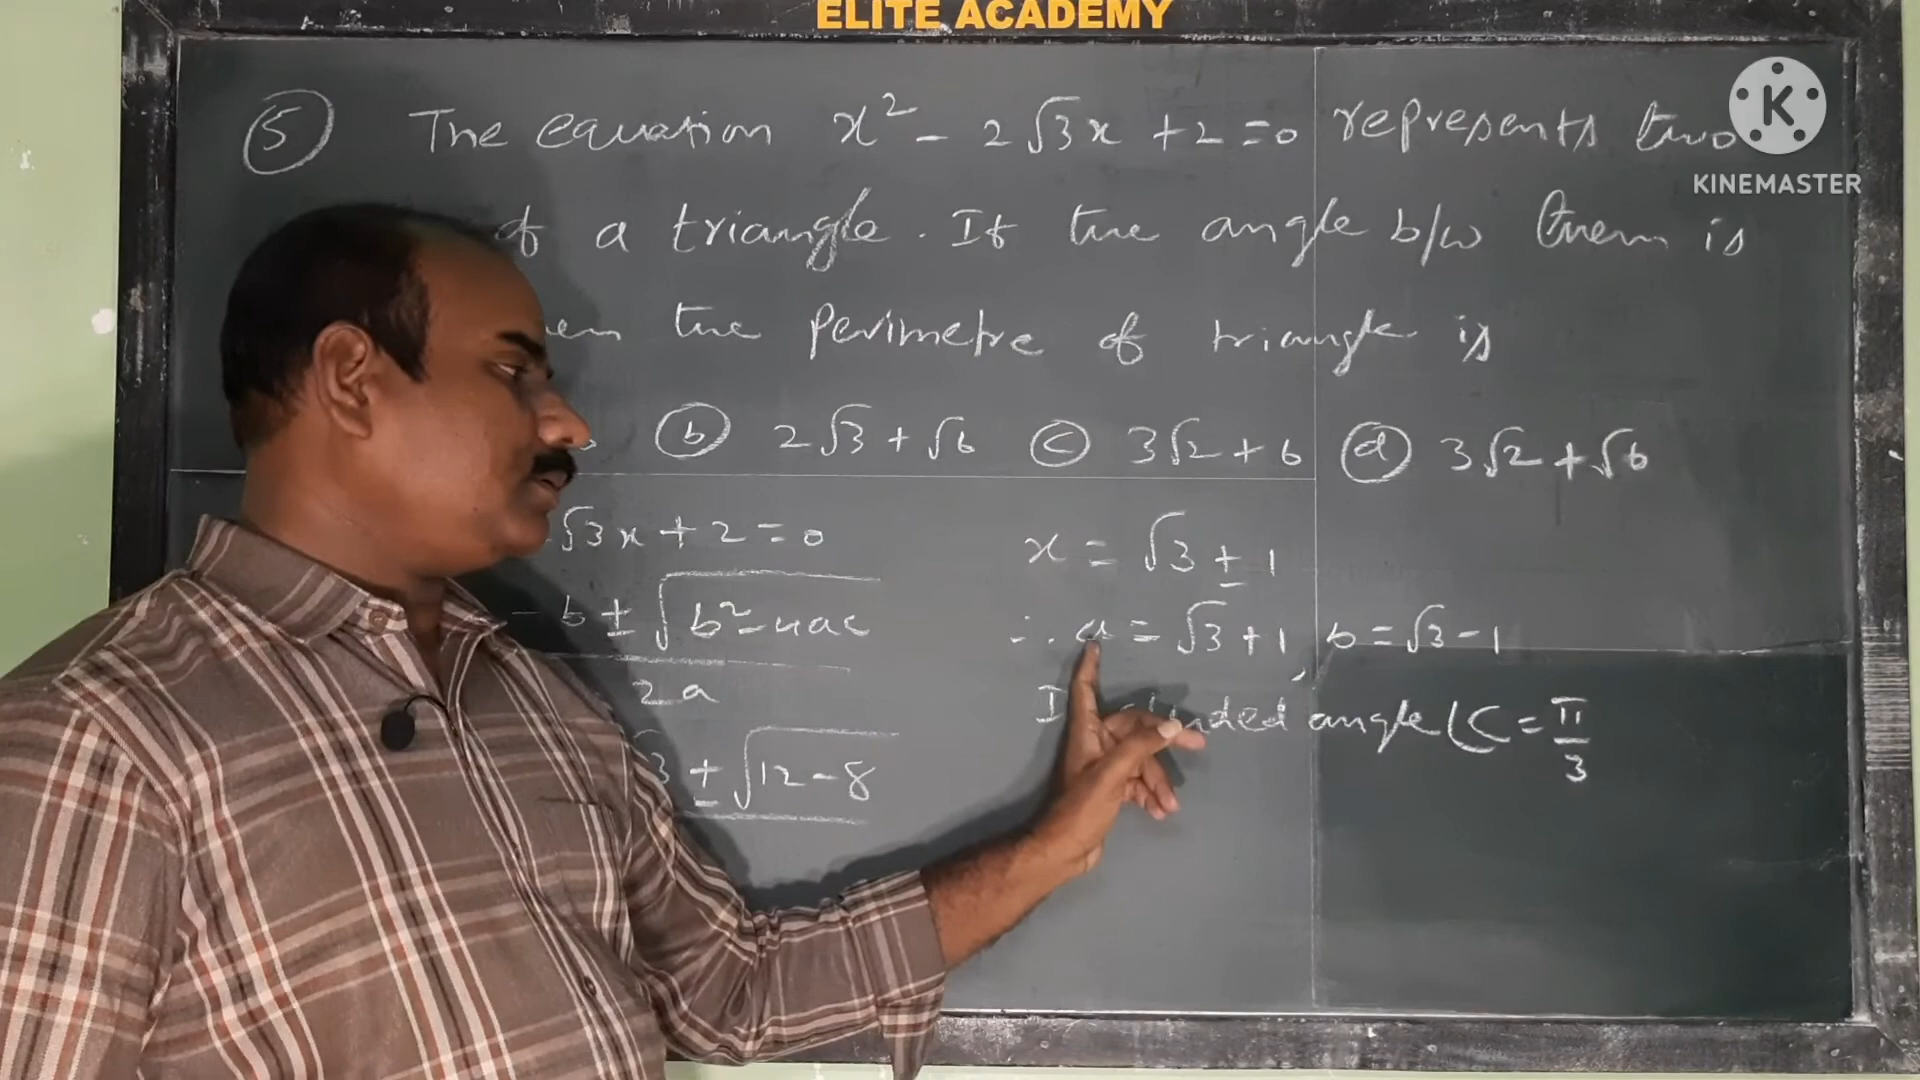 ELITE ACADEMY
K
KINEMASTER
⑤ The equation x² - 2√3x + 2 = 0 represents two
of a triangle. If the angle b/w them is
the perimetre of triangle is
ⓑ 2√3 + √6 ⓒ 3√2 + 6 ⓓ 3√2 + √6
√3x + 2 = 0
- b ± √b² - 4ac
2a
3 ± √12 - 8
x = √3 ± 1
∴ a = √3 + 1, b = √3 - 1
angle ∠C = π/3